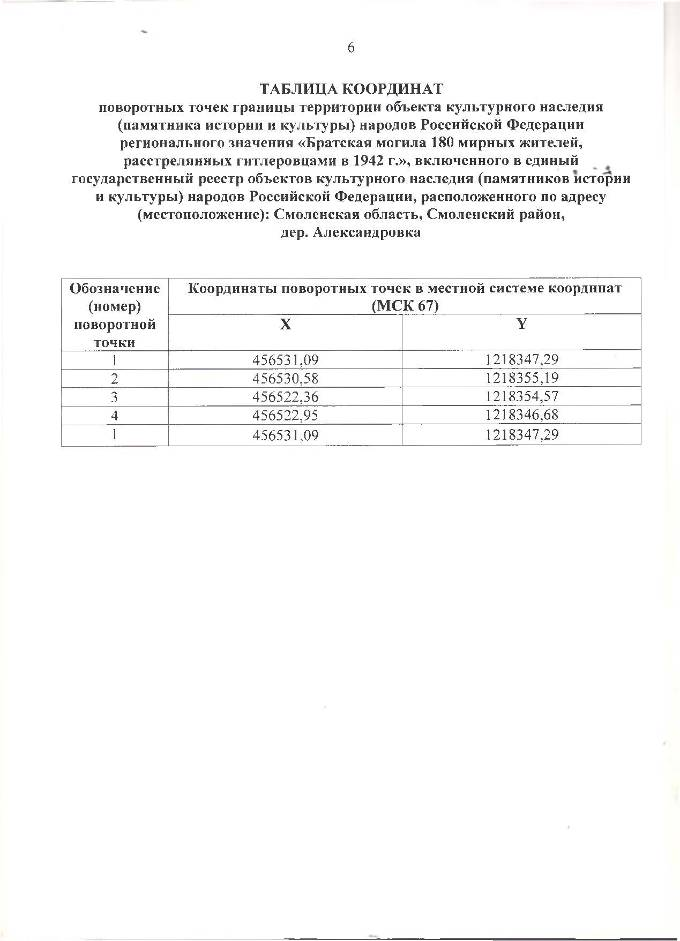 6
ТАБЛИЦА КООРДИНАТ
поворотных точек границы территории объекта культурного наследия
(памятника истории и культуры) народов Российской Федерации
регионального значения «Братская могила 180 мирных жителей,
расстрелянных гитлеровцами в 1942 г.», включенного в единый
государственный реестр объектов культурного наследия (памятников истории
и культуры) народов Российской Федерации, расположенного по адресу
(местоположение): Смоленская область, Смоленский район,
дер. Александровка
Обозначение (номер) поворотной точки
Координаты поворотных точек в местной системе координат
(МСК 67)
X Y
1 456531,09 1218347,29
2 456530,58 1218355,19
3 456522,36 1218354,57
4 456522,95 1218346,68
1 456531,09 1218347,29